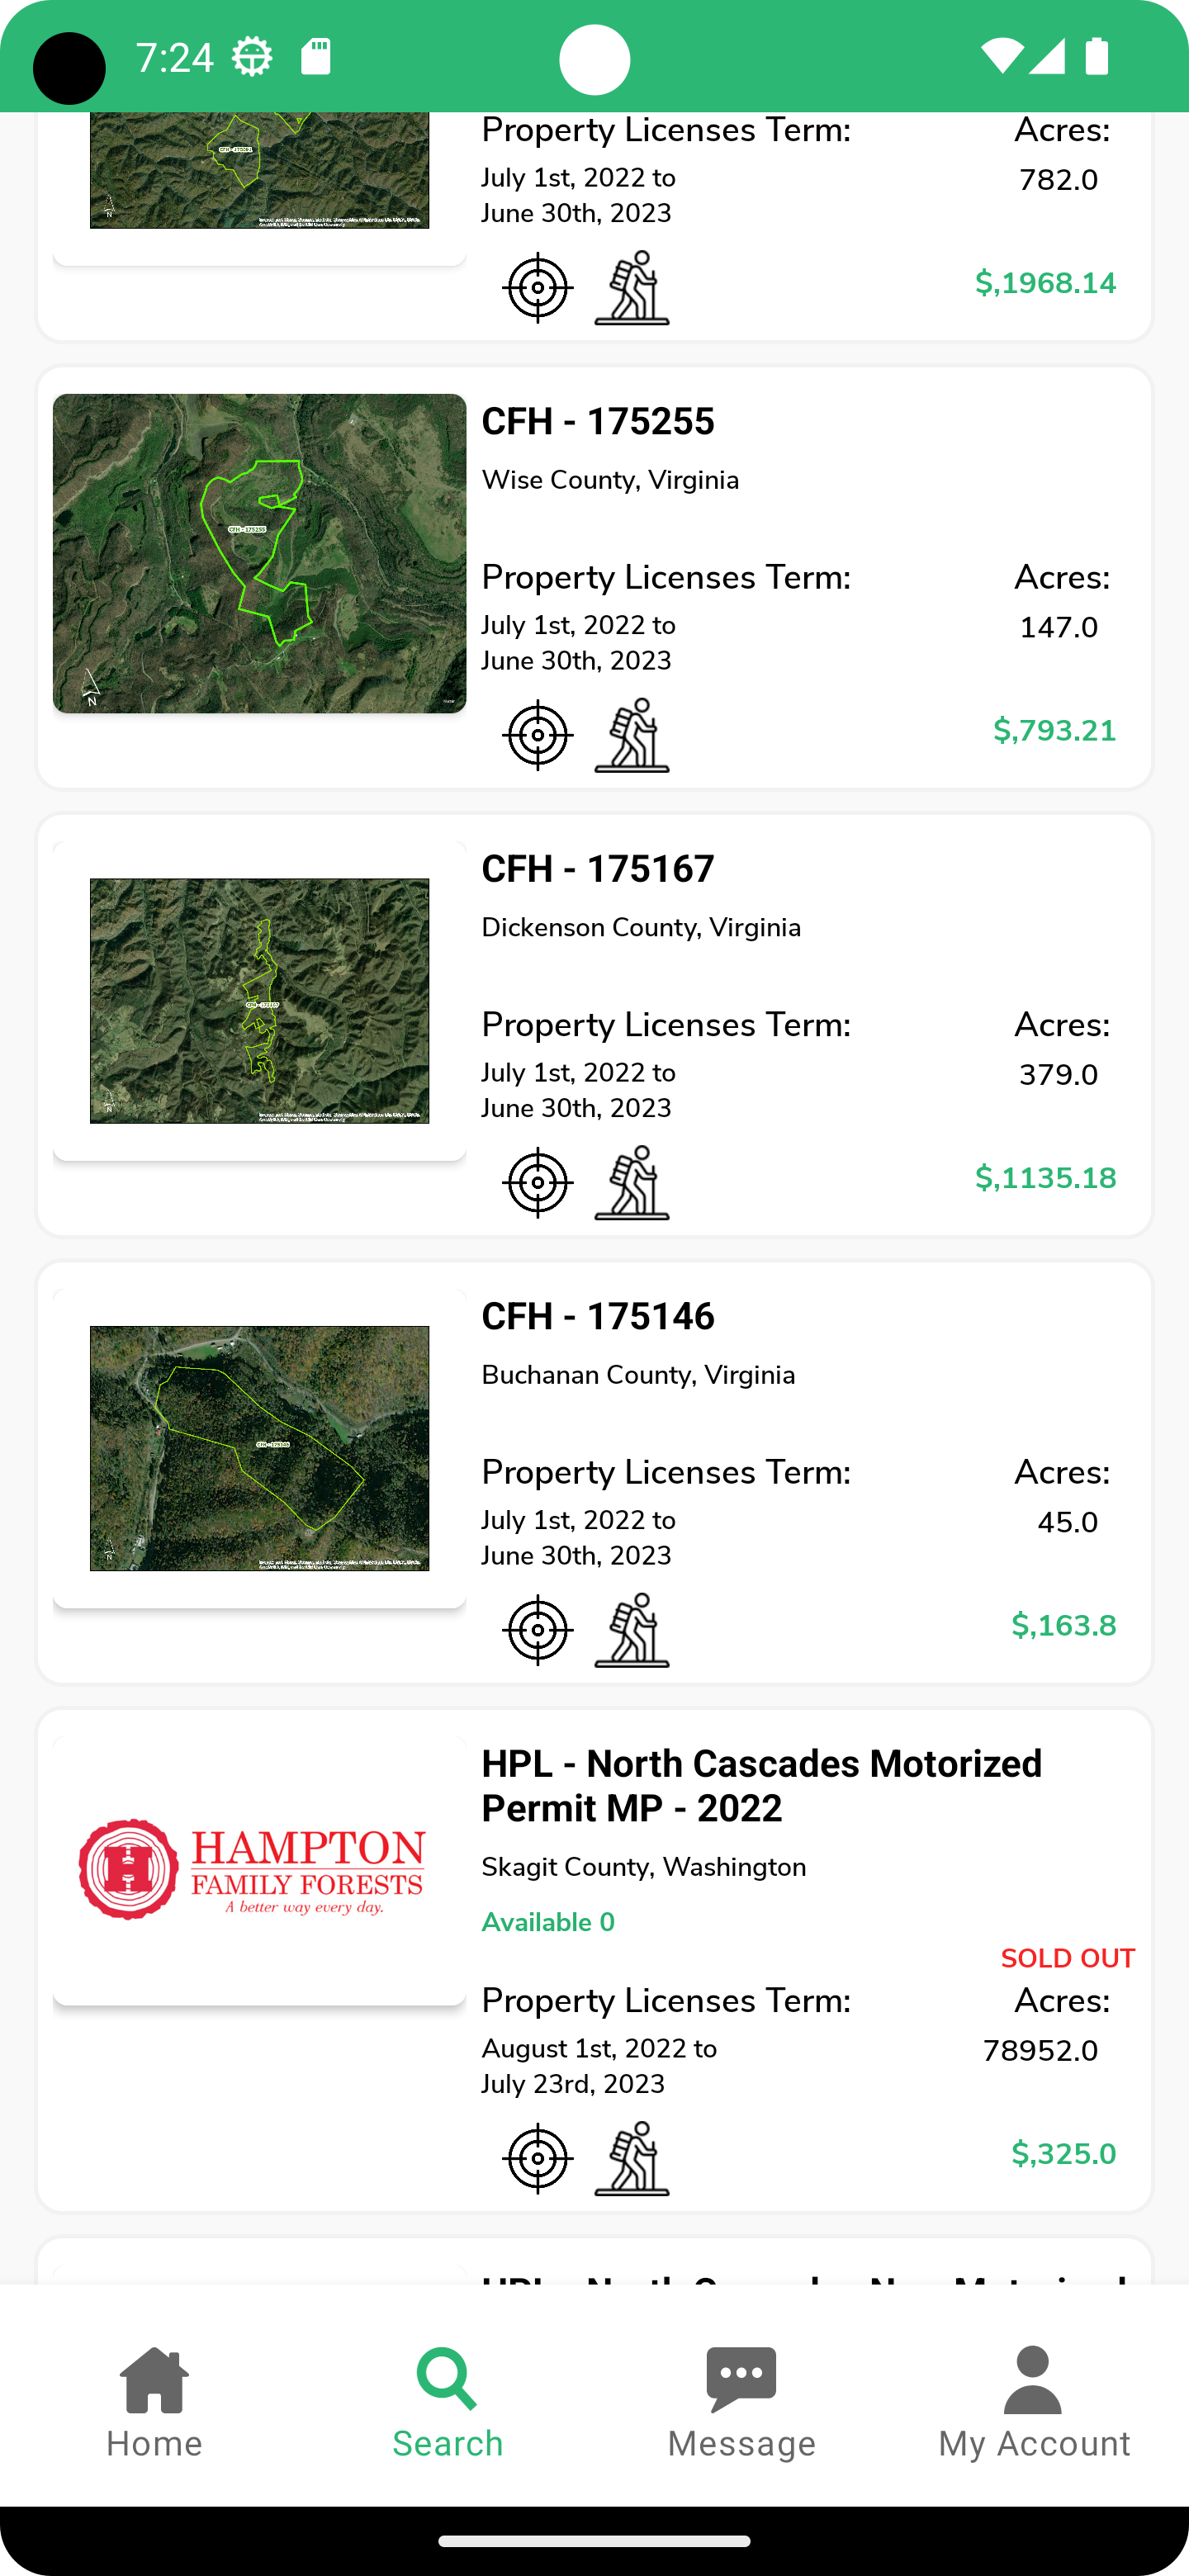 7:24
Property Licenses Term:
Acres:
July 1st, 2022 to
782.0
June 30th, 2023
$,1968.14
CFH - 175255
Wise County, Virginia
Property Licenses Term:
Acres:
July 1st, 2022 to
147.0
June 30th, 2023
N
$,793.21
CFH - 175167
Dickenson County, Virginia
CFH - 175167
Property Licenses Term:
Acres:
July 1st, 2022 to
379.0
June 30th, 2023
$,1135.18
CFH - 175146
Buchanan County, Virginia
Property Licenses Term:
Acres:
July 1st, 2022 to
45.0
June 30th, 2023
$,163.8
HPL - North Cascades Motorized
Permit MP - 2022
HAMPTON
FAMILY FORESTS
A better way every day.
Skagit County, Washington
Available 0
SOLD OUT
Property Licenses Term:
Acres:
August 1st, 2022 to
78952.0
July 23rd, 2023
$,325.0
Home
Search
Message
My Account